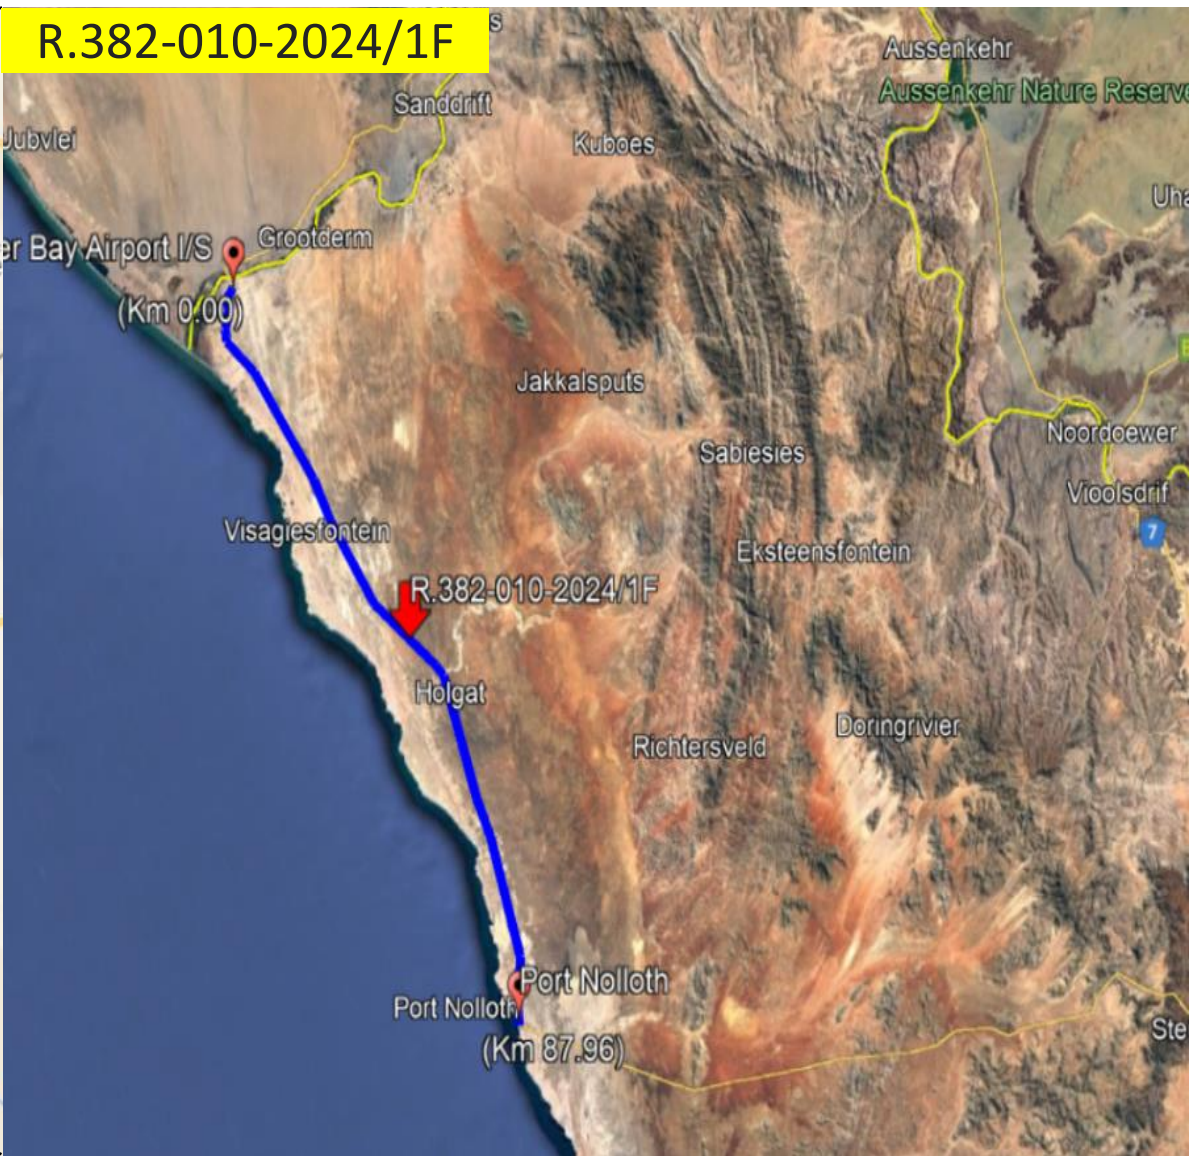 R.382-010-2024/1F
Aussenkehr
Sanddrift
Aussenkehr Nature Reserve
Jubvlei
Kuboes
er Bay Airport I/S
Grootderm
(Km 0.00)
Jakkalsputs
Noordoewer
Sabiesies
Vioolsdrif
Visagiesfontein
7
Eksteensfontein
R.382-010-2024/1F
Holgat
Doringrivier
Richtersveld
Port Nolloth
Port Nolloth
(Km 87.96)